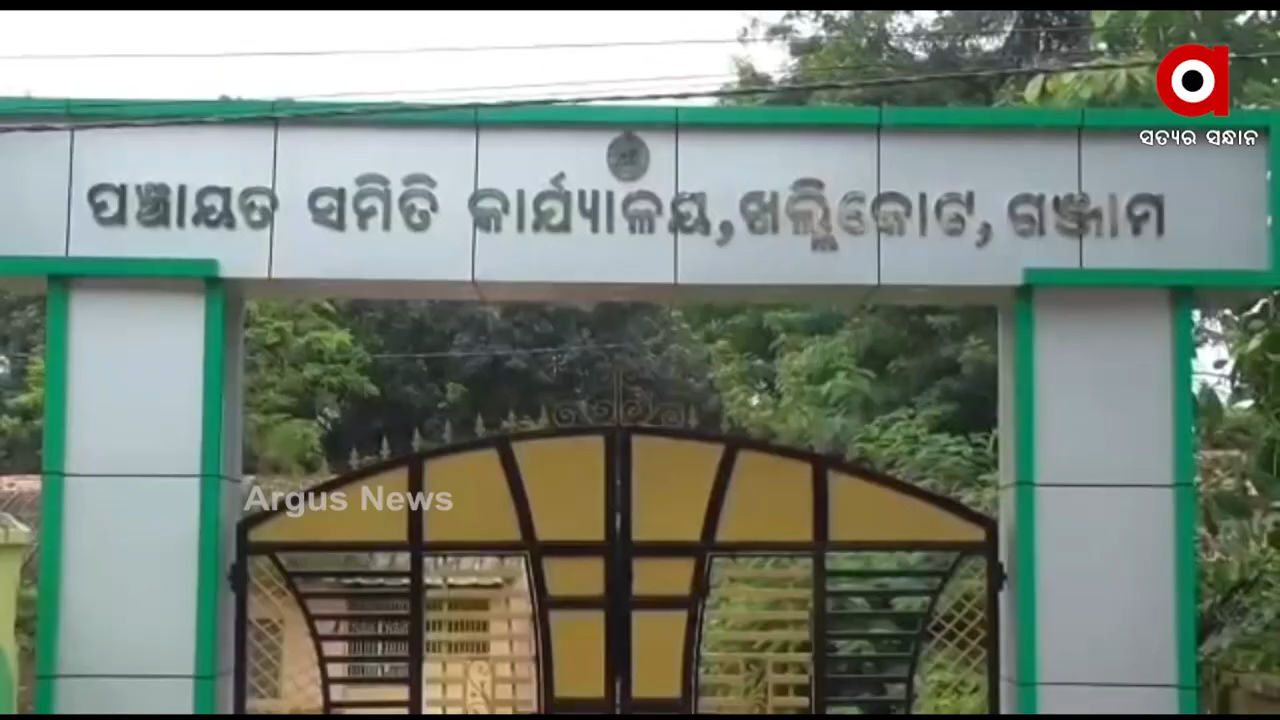 ସତ୍ୟର ସନ୍ଧାନ
ପଞ୍ଚାୟତ ସମିତି କାର୍ଯ୍ୟାଳୟ, ଖଲ୍ଲିକୋଟ, ଗଞ୍ଜାମ
Argus News